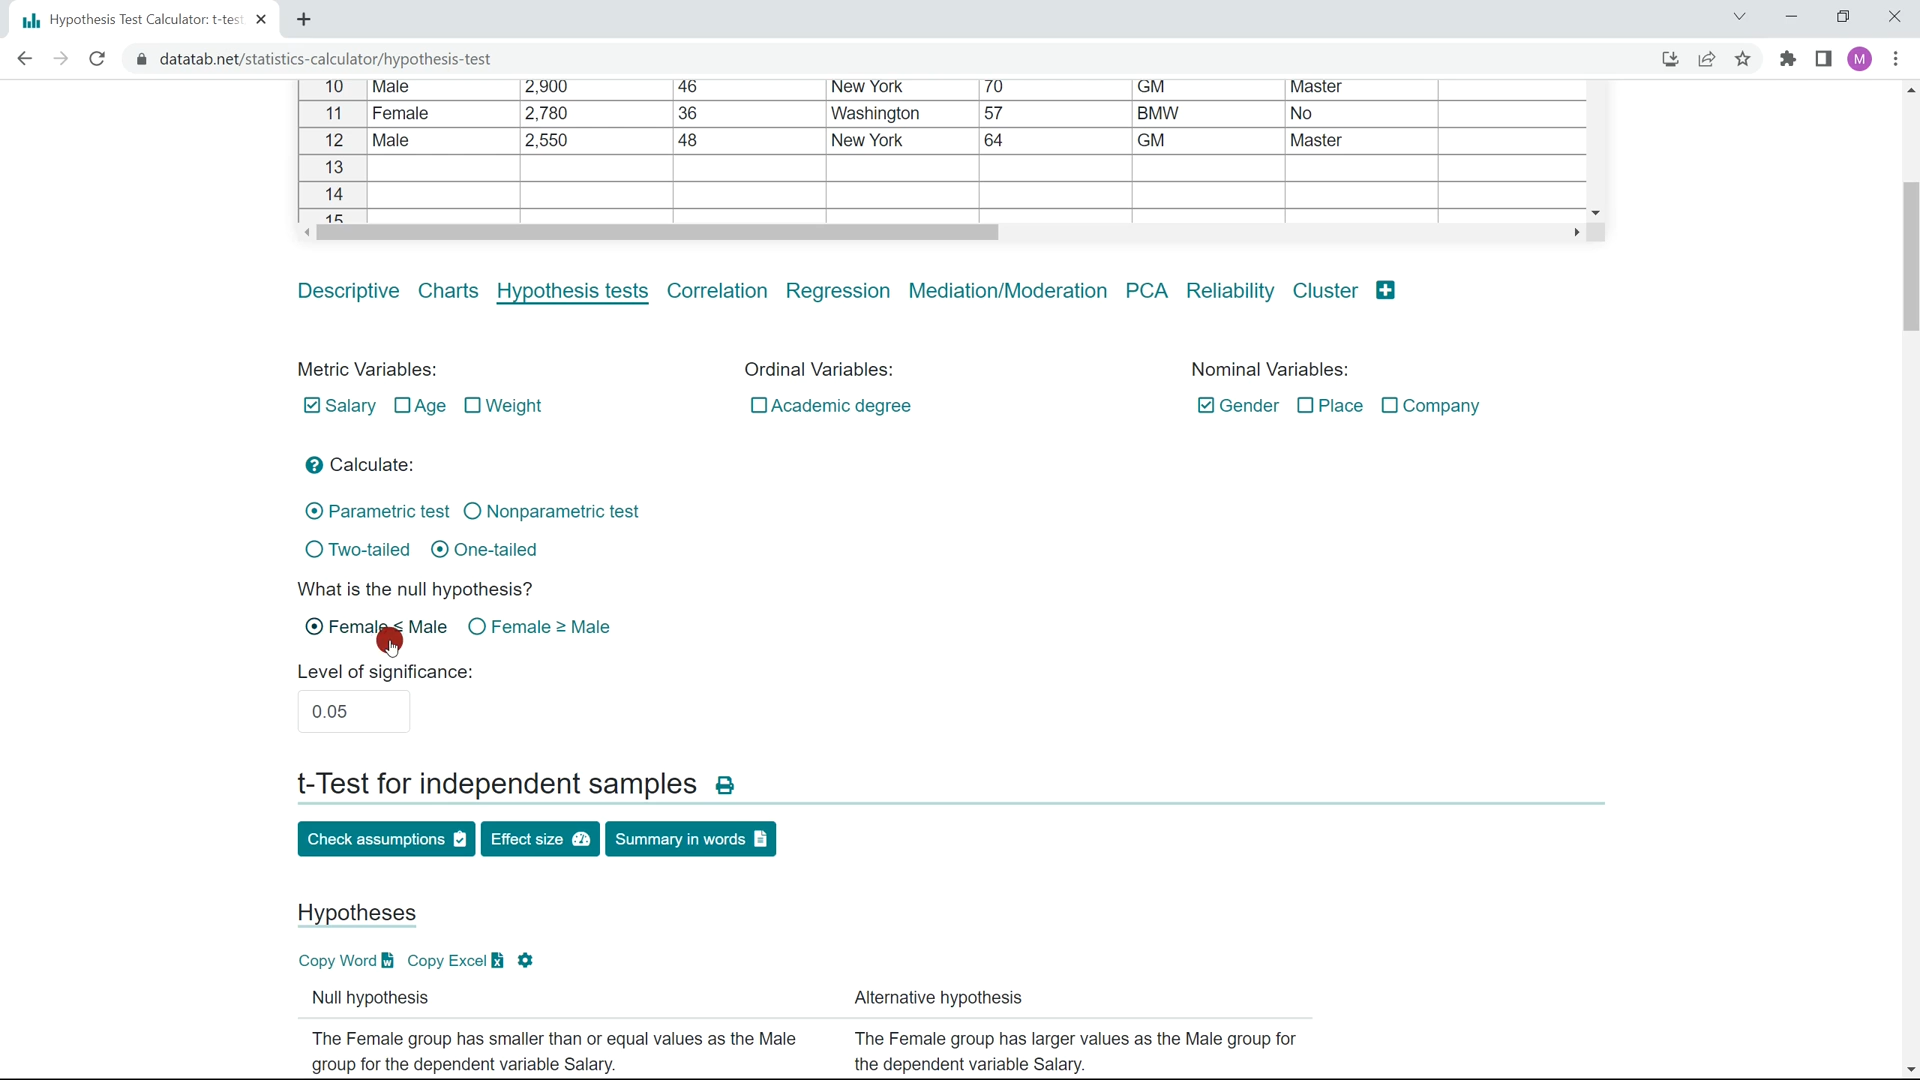 Hypothesis Test Calculator: t-test
datatab.net/statistics-calculator/hypothesis-test
M
10 Male 2,900 46 New York 70 GM Master
11 Female 2,780 36 Washington 57 BMW No
12 Male 2,550 48 New York 64 GM Master
13
14
15
Descriptive Charts Hypothesis tests Correlation Regression Mediation/Moderation PCA Reliability Cluster
Metric Variables: Ordinal Variables: Nominal Variables:
Salary Age Weight Academic degree Gender Place Company
? Calculate:
Parametric test Nonparametric test
Two-tailed One-tailed
What is the null hypothesis?
Female ≤ Male Female ≥ Male
Level of significance:
0.05
t-Test for independent samples
Check assumptions Effect size Summary in words
Hypotheses
Copy Word Copy Excel
Null hypothesis Alternative hypothesis
The Female group has smaller than or equal values as the Male The Female group has larger values as the Male group for
group for the dependent variable Salary. the dependent variable Salary.